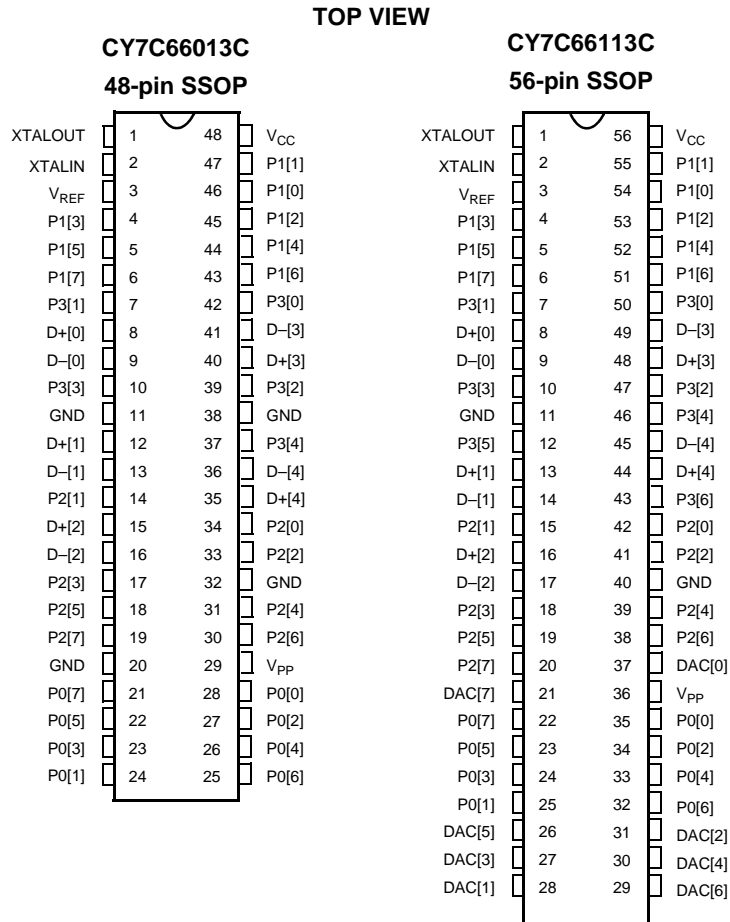 TOP VIEW
CY7C66013C CY7C66113C
48-pin SSOP 56-pin SSOP
XTALOUT 1 48 VCC XTALOUT 1 56 VCC
XTALIN 2 47 P1[1] XTALIN 2 55 P1[1]
VREF 3 46 P1[0] VREF 3 54 P1[0]
P1[3] 4 45 P1[2] P1[3] 4 53 P1[2]
P1[5] 5 44 P1[4] P1[5] 5 52 P1[4]
P1[7] 6 43 P1[6] P1[7] 6 51 P1[6]
P3[1] 7 42 P3[0] P3[1] 7 50 P3[0]
D+[0] 8 41 D–[3] D+[0] 8 49 D–[3]
D–[0] 9 40 D+[3] D–[0] 9 48 D+[3]
P3[3] 10 39 P3[2] P3[3] 10 47 P3[2]
GND 11 38 GND GND 11 46 P3[4]
D+[1] 12 37 P3[4] P3[5] 12 45 D–[4]
D–[1] 13 36 D–[4] D+[1] 13 44 D+[4]
P2[1] 14 35 D+[4] D–[1] 14 43 P3[6]
D+[2] 15 34 P2[0] P2[1] 15 42 P2[0]
D–[2] 16 33 P2[2] D+[2] 16 41 P2[2]
P2[3] 17 32 GND D–[2] 17 40 GND
P2[5] 18 31 P2[4] P2[3] 18 39 P2[4]
P2[7] 19 30 P2[6] P2[5] 19 38 P2[6]
GND 20 29 VPP P2[7] 20 37 DAC[0]
P0[7] 21 28 P0[0] DAC[7] 21 36 VPP
P0[5] 22 27 P0[2] P0[7] 22 35 P0[0]
P0[3] 23 26 P0[4] P0[5] 23 34 P0[2]
P0[1] 24 25 P0[6] P0[3] 24 33 P0[4]
P0[1] 25 32 P0[6]
DAC[5] 26 31 DAC[2]
DAC[3] 27 30 DAC[4]
DAC[1] 28 29 DAC[6]